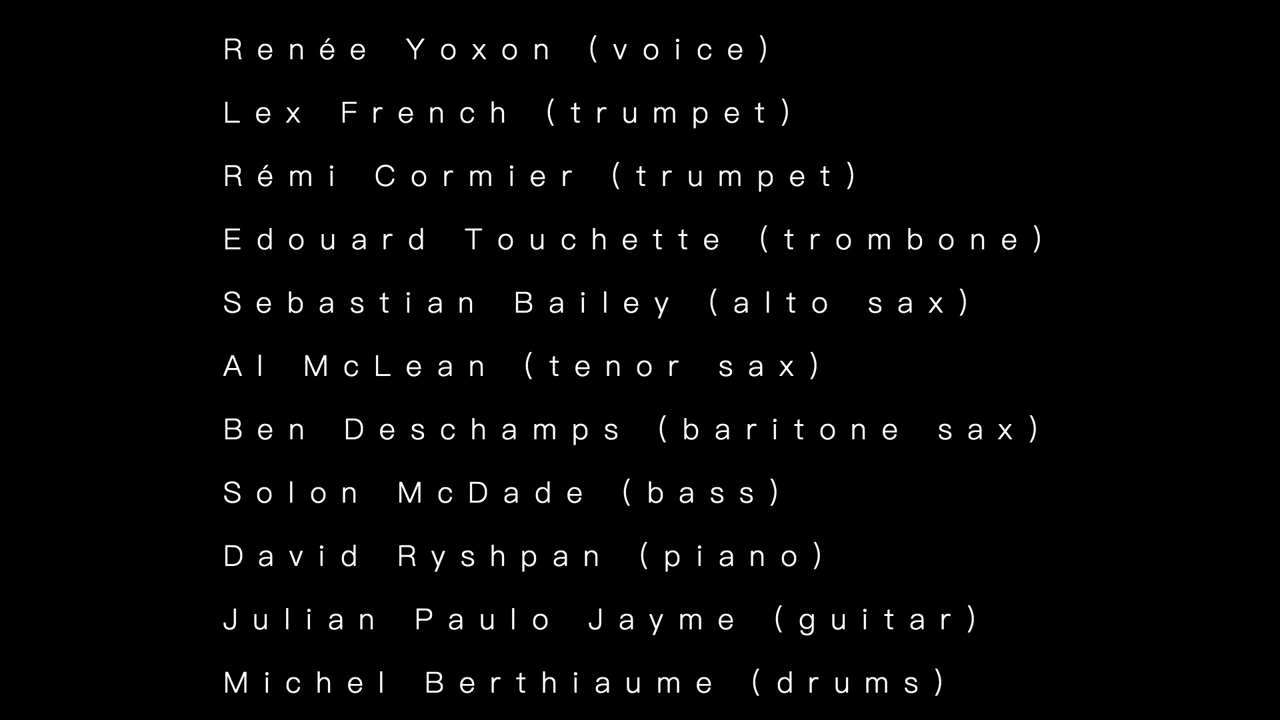 Renée Yoxon (voice)
Lex French (trumpet)
Rémi Cormier (trumpet)
Edouard Touchette (trombone)
Sebastian Bailey (alto sax)
Al McLean (tenor sax)
Ben Deschamps (baritone sax)
Solon McDade (bass)
David Ryshpan (piano)
Julian Paulo Jayme (guitar)
Michel Berthiaume (drums)